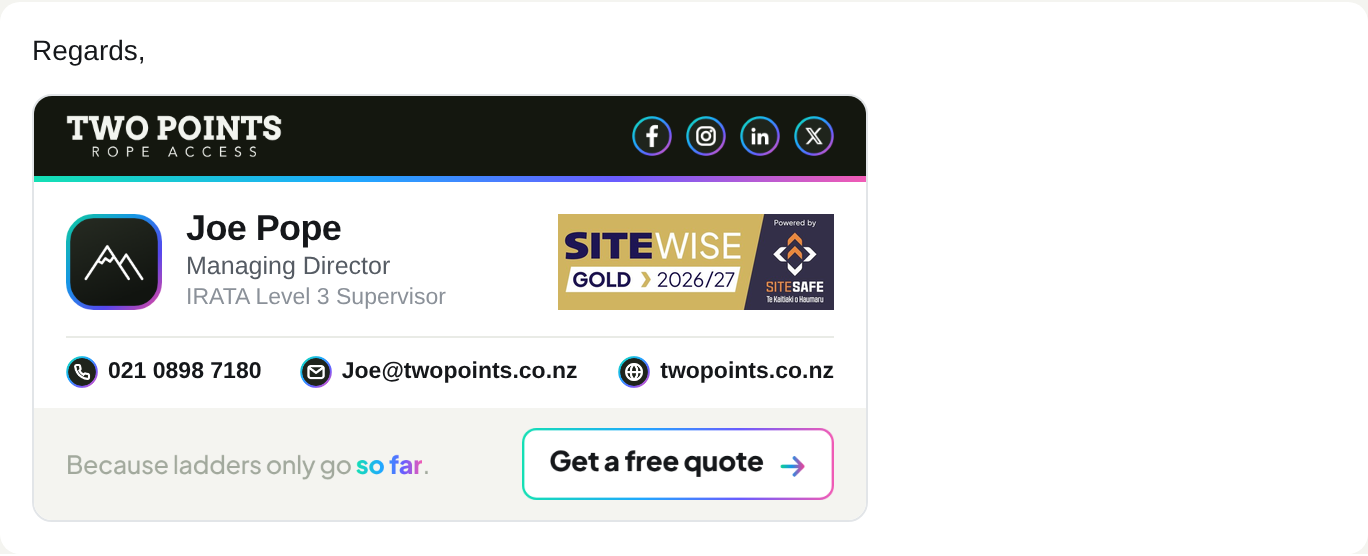 Regards,
TWO POINTS
ROPE ACCESS
Joe Pope
Managing Director
IRATA Level 3 Supervisor
SITEWISE
GOLD 2026/27
Powered by
SITESAFE
Te Kaitiaki o Haumaru
021 0898 7180
Joe@twopoints.co.nz
twopoints.co.nz
Because ladders only go so far.
Get a free quote